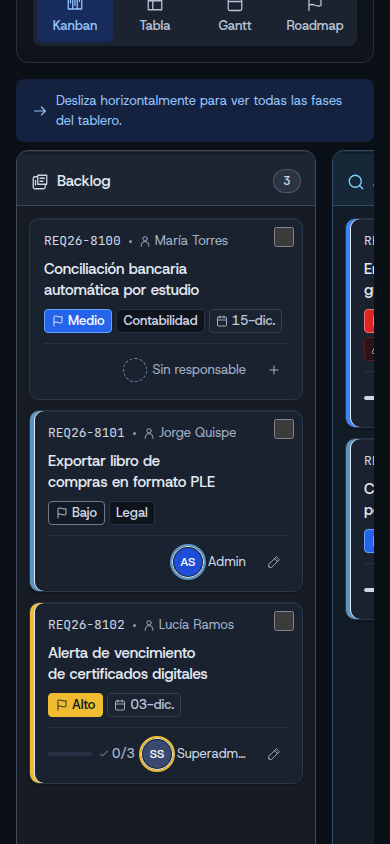 Kanban
Tabla
Gantt
Roadmap
Desliza horizontalmente para ver todas las fases
del tablero.
Backlog
3
REQ26-8100 • María Torres
Conciliación bancaria
automática por estudio
Medio
Contabilidad
15-dic.
Sin responsable
REQ26-8101 • Jorge Quispe
Exportar libro de
compras en formato PLE
Bajo
Legal
AS
Admin
REQ26-8102 • Lucía Ramos
Alerta de vencimiento
de certificados digitales
Alto
03-dic.
0/3
SS
Superadm…